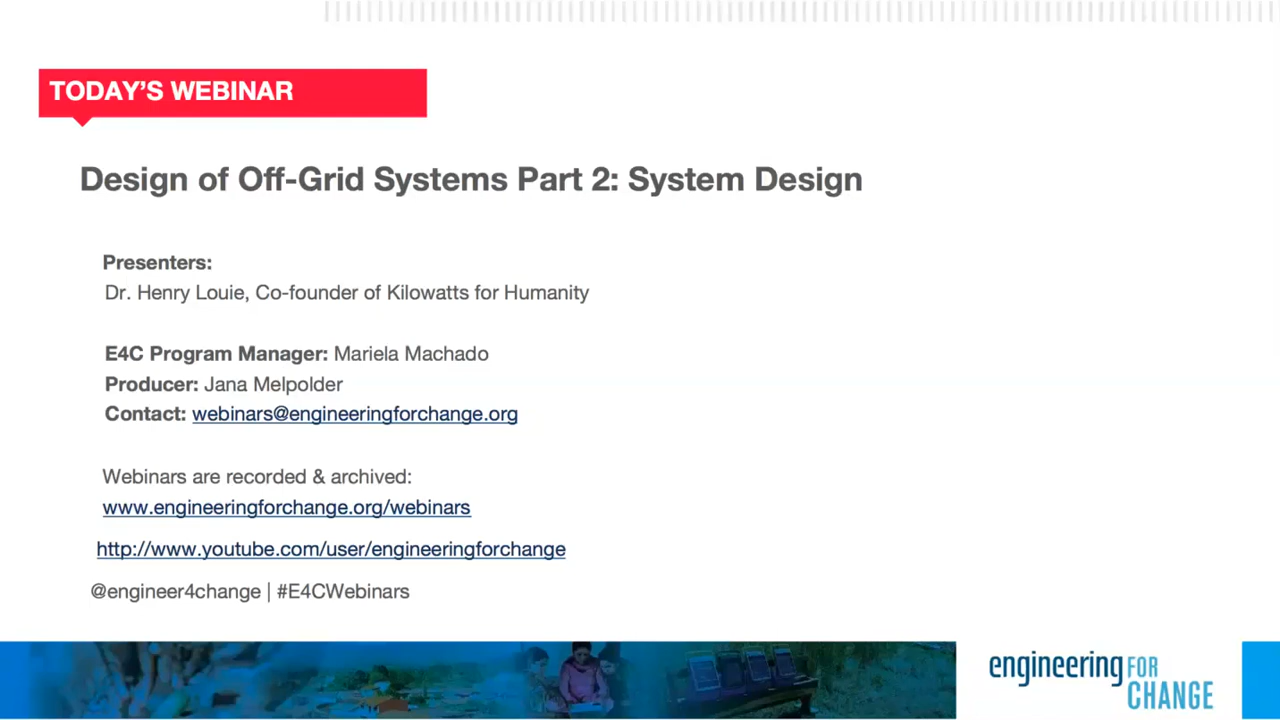 TODAY'S WEBINAR
Design of Off-Grid Systems Part 2: System Design
Presenters:
Dr. Henry Louie, Co-founder of Kilowatts for Humanity
E4C Program Manager: Mariela Machado
Producer: Jana Melpolder
Contact: webinars@engineeringforchange.org
Webinars are recorded & archived:
www.engineeringforchange.org/webinars
http://www.youtube.com/user/engineeringforchange
@engineer4change | #E4CWebinars
engineering FOR
CHANGE